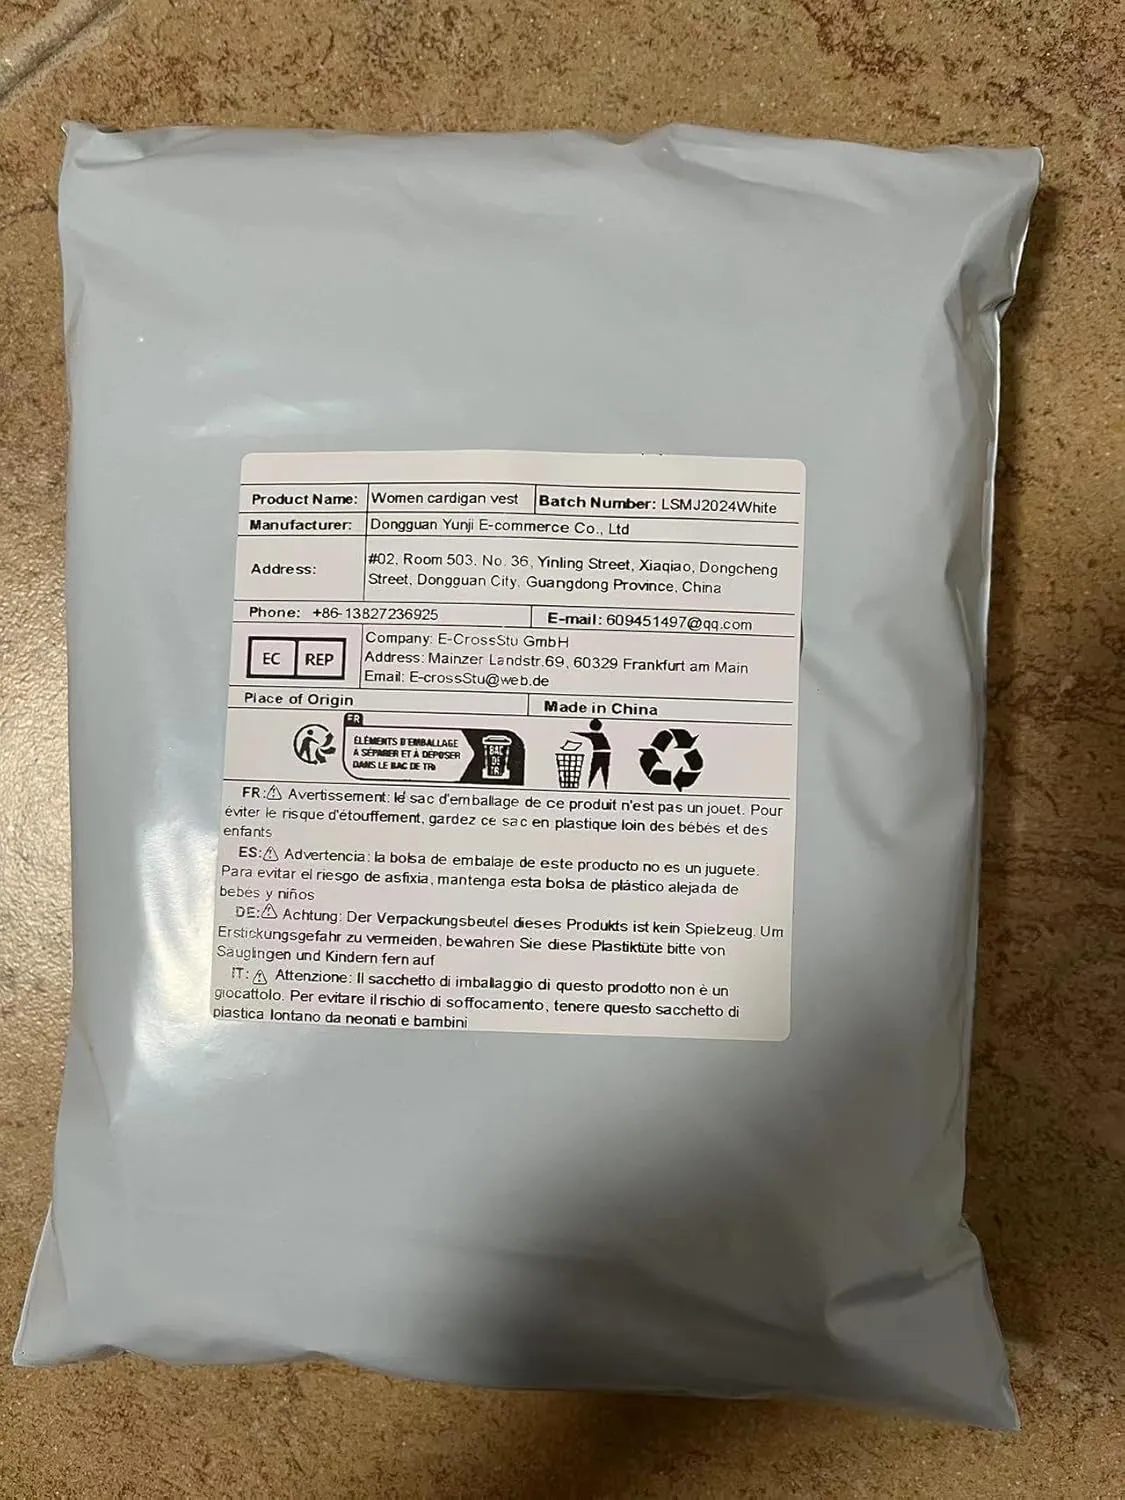 Product Name: Women cardigan vest Batch Number: LSMJ2024White
Manufacturer: Dongguan Yunji E-commerce Co., Ltd
Address: #02, Room 503. No. 36, Yinling Street, Xiaqiao, Dongcheng
Street, Dongguan City, Guangdong Province, China
Phone: +86-13827236925 E-mail: 609451497@qq.com
EC REP
Company: E-CrossStu GmbH
Address: Mainzer Landstr.69, 60329 Frankfurt am Main
Email: E-crossStu@web.de
Place of Origin Made in China
FR
ÉLÉMENTS D'EMBALLAGE
À SÉPARER ET À DÉPOSER
DANS LE BAC DE TRI
BAC
DE
TRI
FR:⚠ Avertissement: le sac d'emballage de ce produit n'est pas un jouet. Pour
éviter le risque d'étouffement, gardez ce sac en plastique loin des bébés et des
enfants
ES:⚠ Advertencia: la bolsa de embalaje de este producto no es un juguete.
Para evitar el riesgo de asfixia, mantenga esta bolsa de plástico alejada de
bebés y niños
DE:⚠ Achtung: Der Verpackungsbeutel dieses Produkts ist kein Spielzeug. Um
Erstickungsgefahr zu vermeiden, bewahren Sie diese Plastiktüte bitte von
Säuglingen und Kindern fern auf
IT: ⚠ Attenzione: Il sacchetto di imballaggio di questo prodotto non è un
giocattolo. Per evitare il rischio di soffocamento, tenere questo sacchetto di
plastica lontano da neonati e bambini